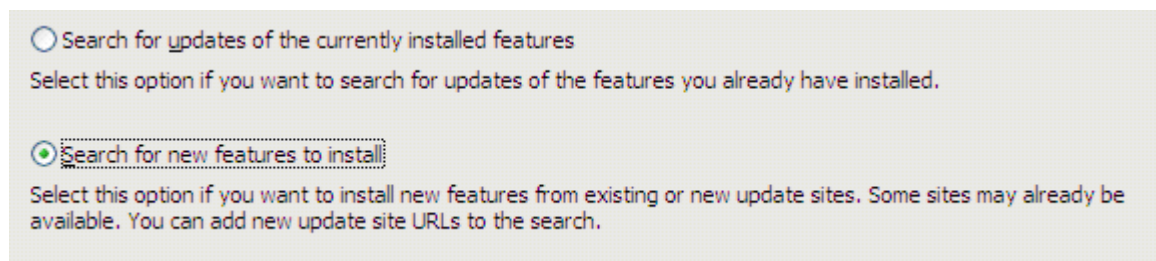 Search for updates of the currently installed features
Select this option if you want to search for updates of the features you already have installed.
Search for new features to install
Select this option if you want to install new features from existing or new update sites. Some sites may already be
available. You can add new update site URLs to the search.